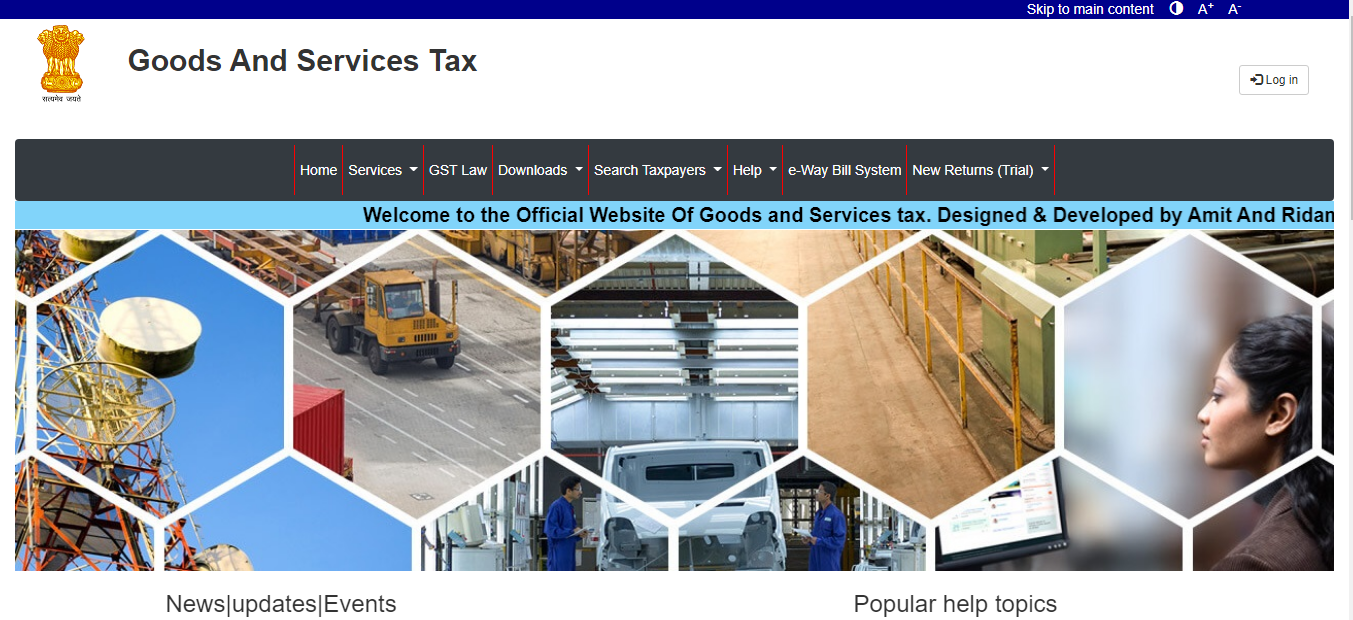 Skip to main content A+ A-
Goods And Services Tax
सत्यमेव जयते
Log in
Home Services GST Law Downloads Search Taxpayers Help e-Way Bill System New Returns (Trial)
Welcome to the Official Website Of Goods and Services tax. Designed & Developed by Amit And Ridam
News|updates|Events Popular help topics